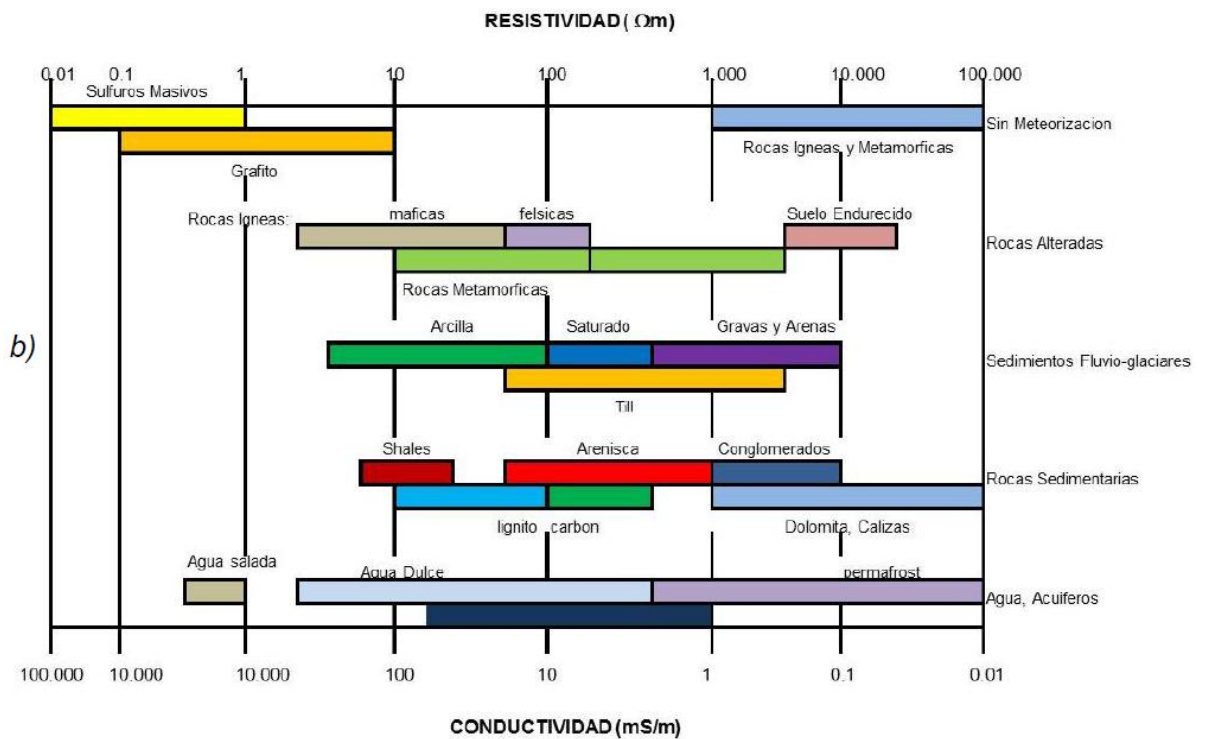 RESISTIVIDAD ( Ωm)
0.01 0.1 1 10 100 1.000 10.000 100.000
Sulfuros Masivos
Sin Meteorizacion
Grafito
Rocas Igneas y Metamorficas
Rocas Igneas: maficas felsicas Suelo Endurecido
Rocas Alteradas
Rocas Metamorficas
Arcilla Saturado Gravas y Arenas
b)
Sedimientos Fluvio-glaciares
Till
Shales Arenisca Conglomerados
Rocas Sedimentarias
lignito carbon Dolomita, Calizas
Agua salada Agua Dulce permafrost
Agua, Acuiferos
100.000 10.000 10.000 100 10 1 0.1 0.01
CONDUCTIVIDAD (mS/m)